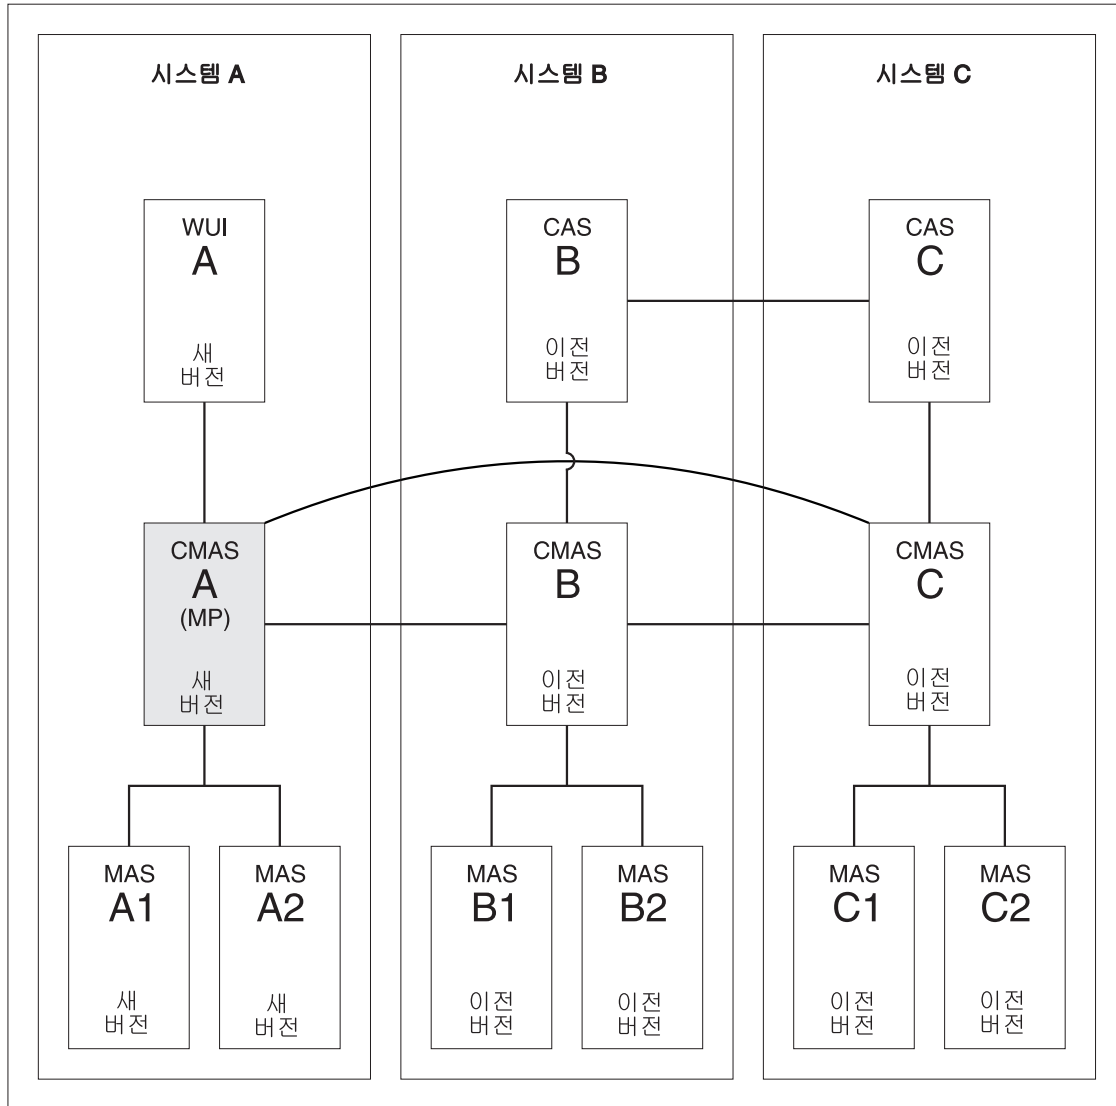 시스템 A
시스템 B
시스템 C
WUI
A
새
버전
CAS
B
이전
버전
CAS
C
이전
버전
CMAS
A
(MP)
새
버전
CMAS
B
이전
버전
CMAS
C
이전
버전
MAS
A1
새
버전
MAS
A2
새
버전
MAS
B1
이전
버전
MAS
B2
이전
버전
MAS
C1
이전
버전
MAS
C2
이전
버전